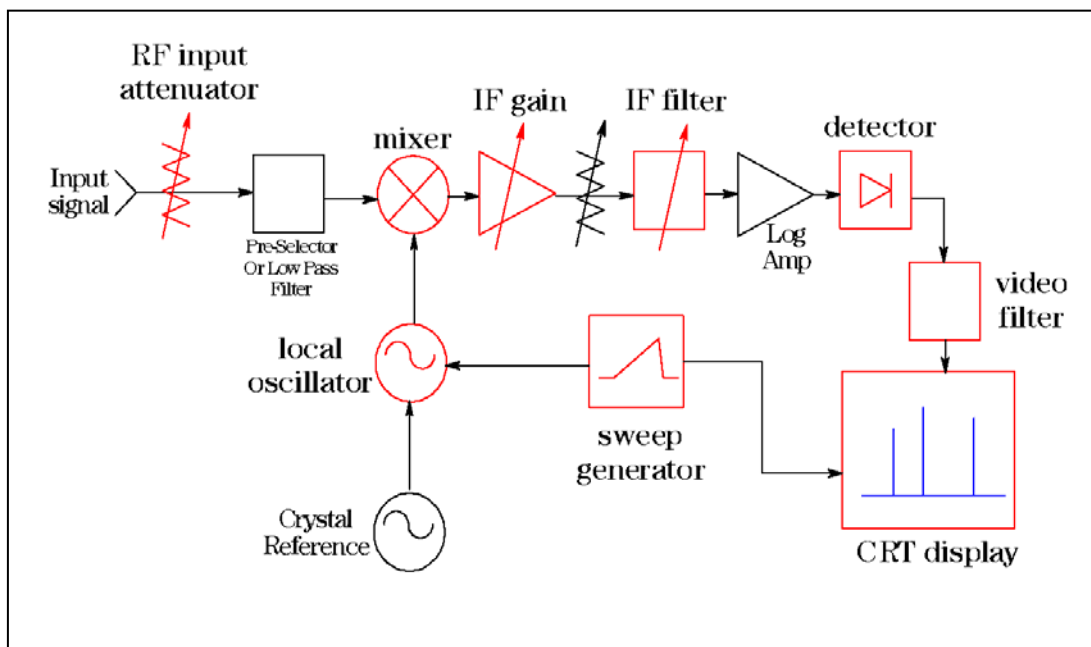 RF input
attenuator
IF gain
IF filter
mixer
detector
Input
signal
Pre-Selector
Or Low Pass
Filter
Log
Amp
video
filter
local
oscillator
sweep
generator
Crystal
Reference
CRT display